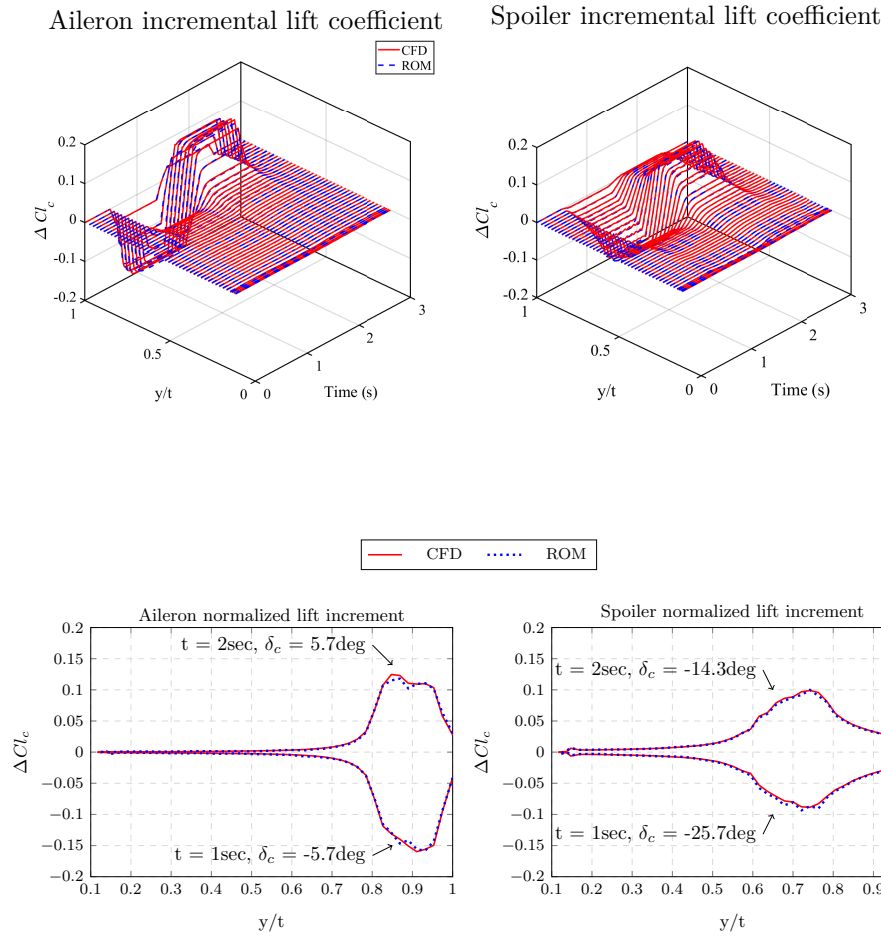 Aileron incremental lift coefficient
Spoiler incremental lift coefficient
CFD
ROM
0.2
0.1
0
-0.1
-0.2
Δ Cl_c
1
0.5
0
y/t
0
1
2
3
Time (s)
0.2
0.1
0
-0.1
-0.2
Δ Cl_c
1
0.5
0
y/t
0
1
2
3
Time (s)
CFD
ROM
Aileron normalized lift increment
0.2
0.15
0.1
0.05
0
−0.05
−0.1
−0.15
−0.2
ΔCl_c
t = 2sec, δ_c = 5.7deg
t = 1sec, δ_c = -5.7deg
0.1 0.2 0.3 0.4 0.5 0.6 0.7 0.8 0.9 1
y/t
Spoiler normalized lift increment
0.2
0.15
0.1
0.05
0
−0.05
−0.1
−0.15
−0.2
ΔCl_c
t = 2sec, δ_c = -14.3deg
t = 1sec, δ_c = -25.7deg
0.1 0.2 0.3 0.4 0.5 0.6 0.7 0.8 0.9
y/t